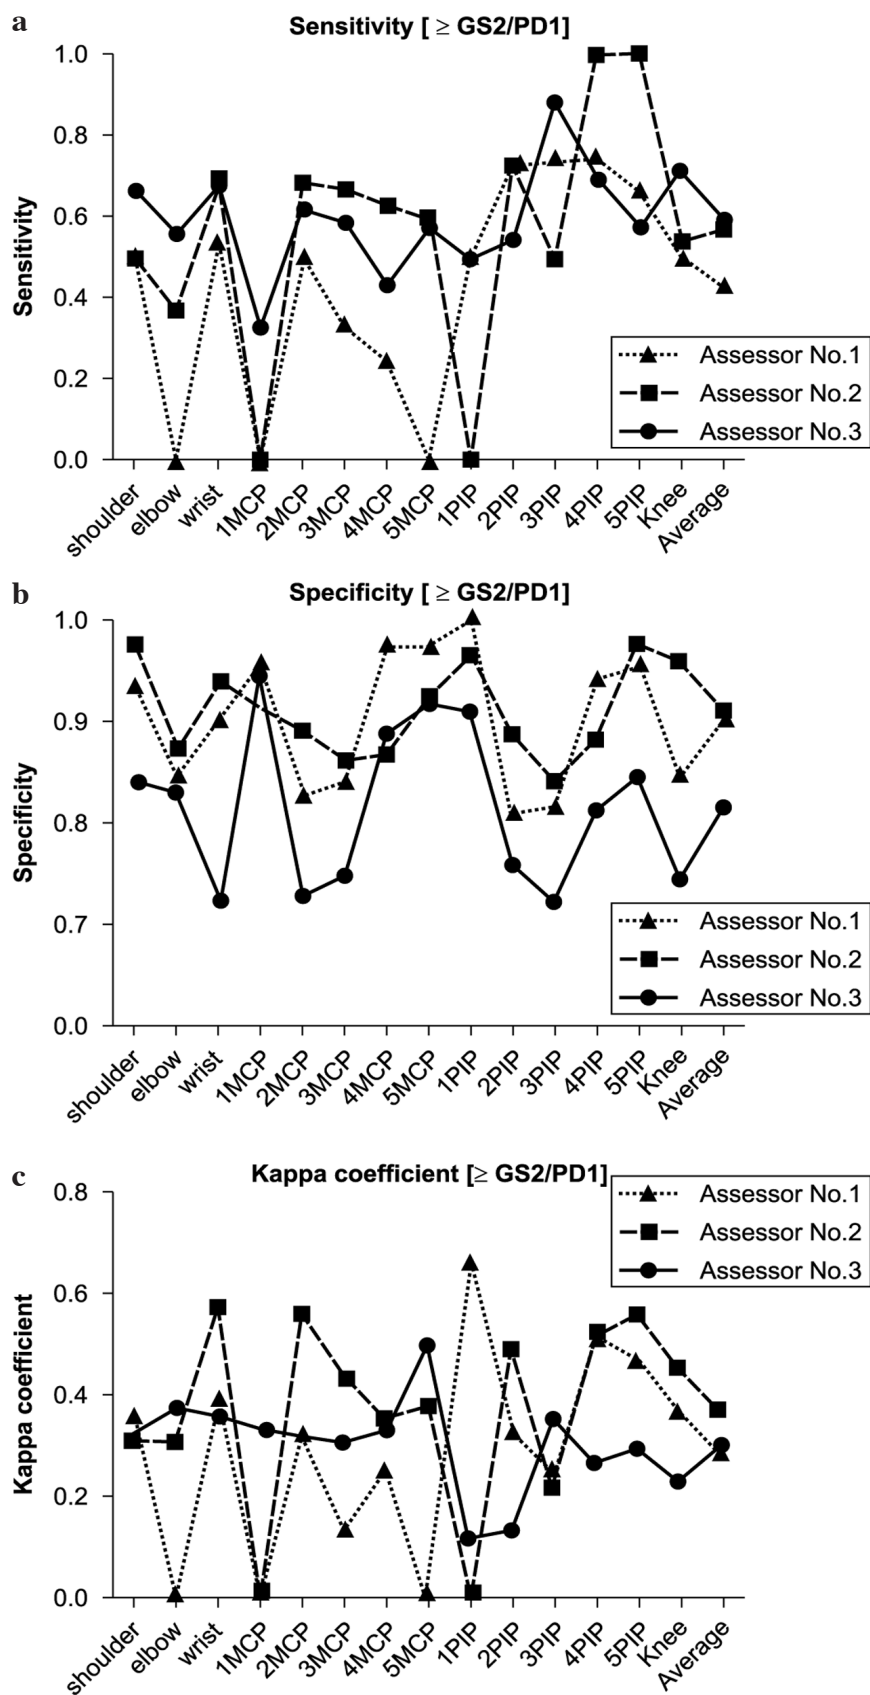 a
Sensitivity [ ≥ GS2/PD1]
Sensitivity
1.0
0.8
0.6
0.4
0.2
0.0
Assessor No.1
Assessor No.2
Assessor No.3
shoulder
elbow
wrist
1MCP
2MCP
3MCP
4MCP
5MCP
1PIP
2PIP
3PIP
4PIP
5PIP
Knee
Average
b
Specificity [ ≥ GS2/PD1]
Specificity
1.0
0.9
0.8
0.7
0.0
Assessor No.1
Assessor No.2
Assessor No.3
shoulder
elbow
wrist
1MCP
2MCP
3MCP
4MCP
5MCP
1PIP
2PIP
3PIP
4PIP
5PIP
Knee
Average
c
Kappa coefficient [≥ GS2/PD1]
Kappa coefficient
0.8
0.6
0.4
0.2
0.0
Assessor No.1
Assessor No.2
Assessor No.3
shoulder
elbow
wrist
1MCP
2MCP
3MCP
4MCP
5MCP
1PIP
2PIP
3PIP
4PIP
5PIP
Knee
Average